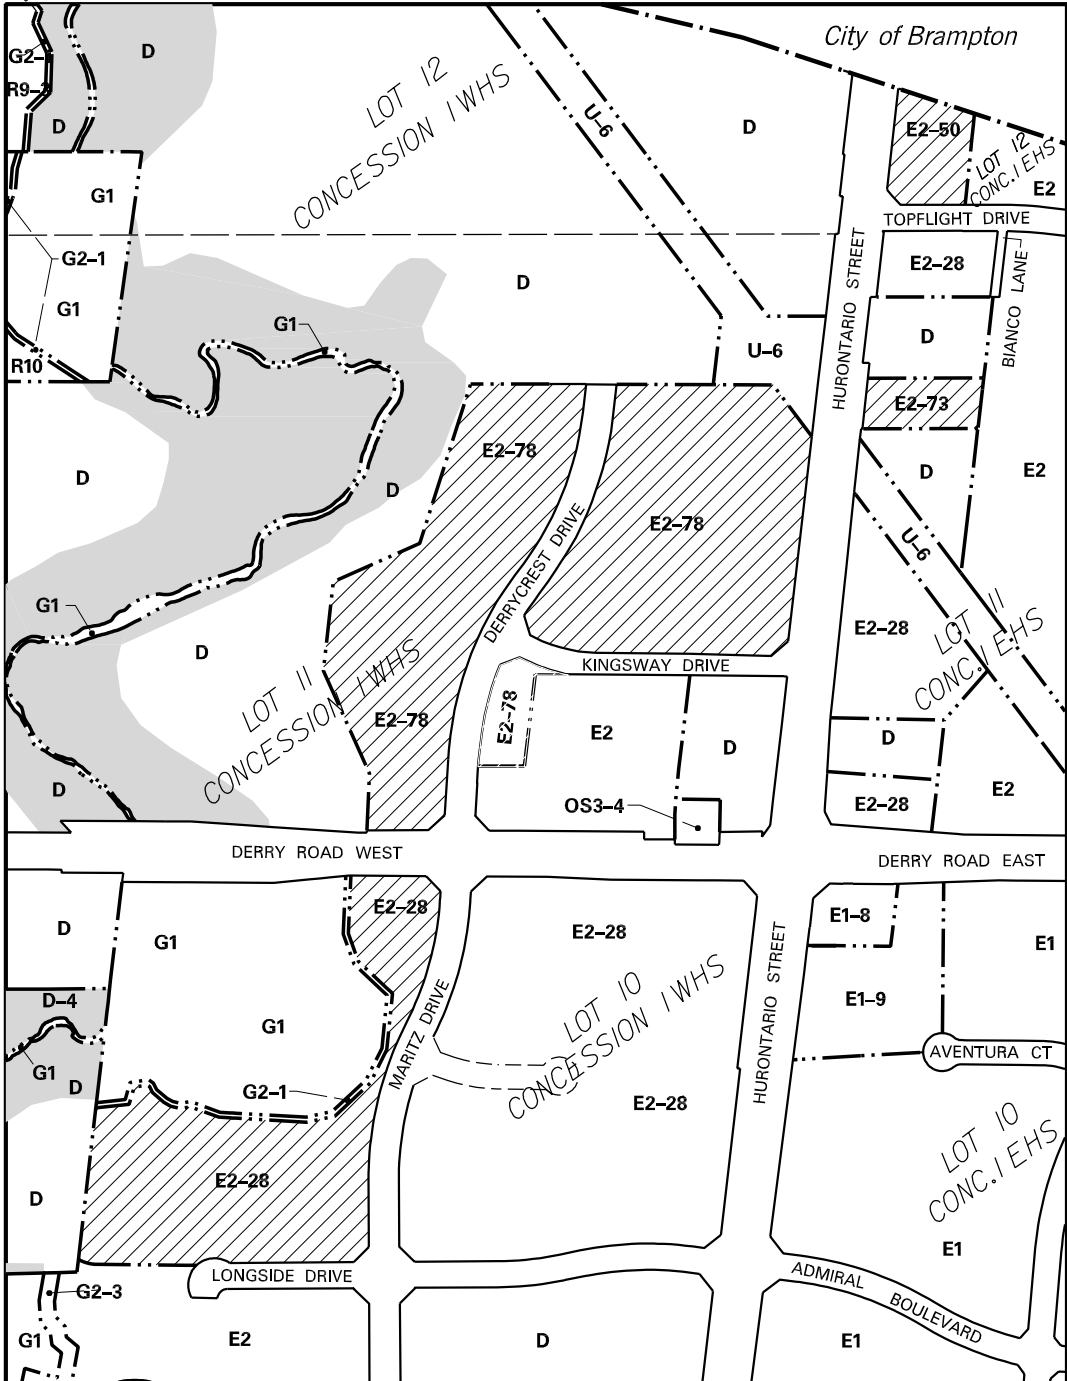 City of Brampton
G2-1
D
R9-2
D
LOT 12
CONCESSION 1 WHS
U-6
D
E2-50
LOT 12
CONC. 1 EHS
E2
G1
TOPFLIGHT DRIVE
G2-1
HURONTARIO STREET
E2-28
BIANCO LANE
D
G1
G1
R10
U-6
D
E2-73
E2-78
D
D
D
E2
E2-78
DERRYCREST DRIVE
U-6
G1
D
E2-28
LOT 11
CONC. 1 EHS
LOT 11
CONCESSION 1 WHS
KINGSWAY DRIVE
E2-78
E2-78
E2
D
D
D
OS3-4
E2-28
E2
DERRY ROAD WEST
DERRY ROAD EAST
E2-28
E1-8
D
G1
E2-28
HURONTARIO STREET
E1
D-4
G1
MARITZ DRIVE
LOT 10
CONCESSION 1 WHS
E1-9
G1
D
G2-1
AVENTURA CT
E2-28
E2-28
D
LOT 10
CONC. 1 EHS
E1
LONGSIDE DRIVE
ADMIRAL BOULEVARD
G2-3
G1
E2
D
E1